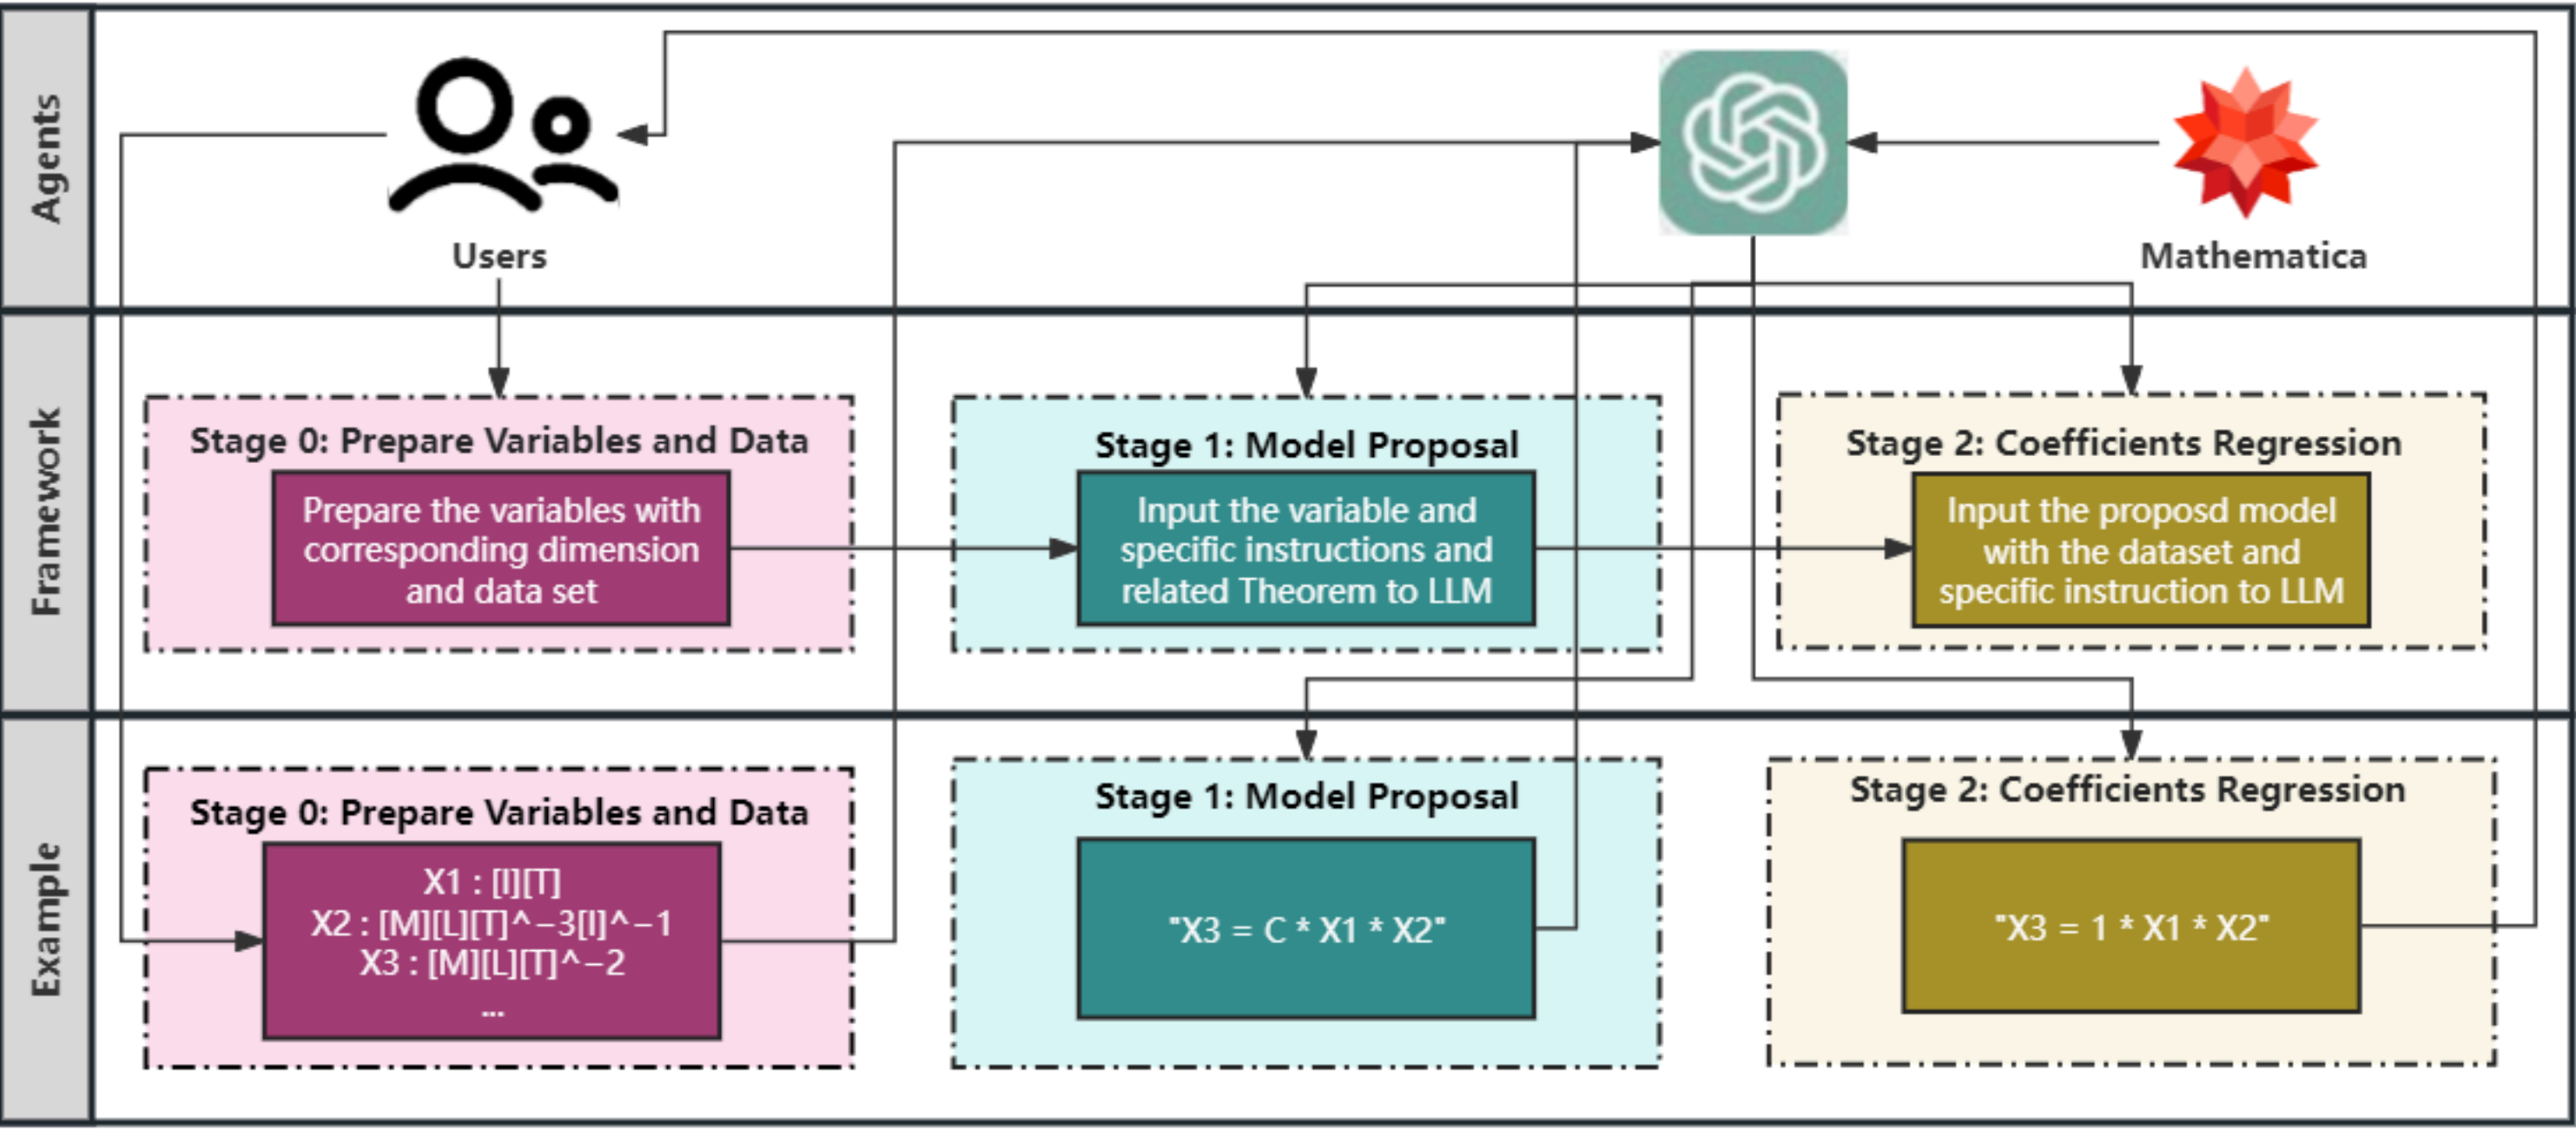 Agents
Users
Mathematica
Framework
Stage 0: Prepare Variables and Data
Prepare the variables with
corresponding dimension
and data set
Stage 1: Model Proposal
Input the variable and
specific instructions and
related Theorem to LLM
Stage 2: Coefficients Regression
Input the proposd model
with the dataset and
specific instruction to LLM
Example
Stage 0: Prepare Variables and Data
X1 : [I][T]
X2 : [M][L][T]^−3[I]^−1
X3 : [M][L][T]^−2
...
Stage 1: Model Proposal
"X3 = C * X1 * X2"
Stage 2: Coefficients Regression
"X3 = 1 * X1 * X2"